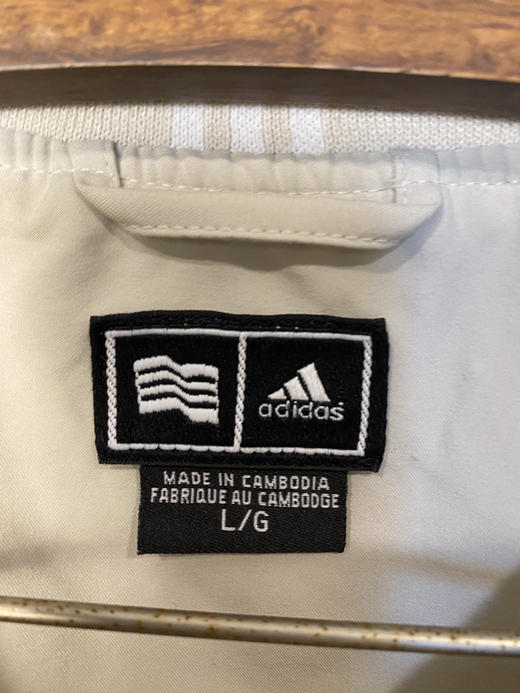 adidas
MADE IN CAMBODIA
FABRIQUE AU CAMBODGE
L/G